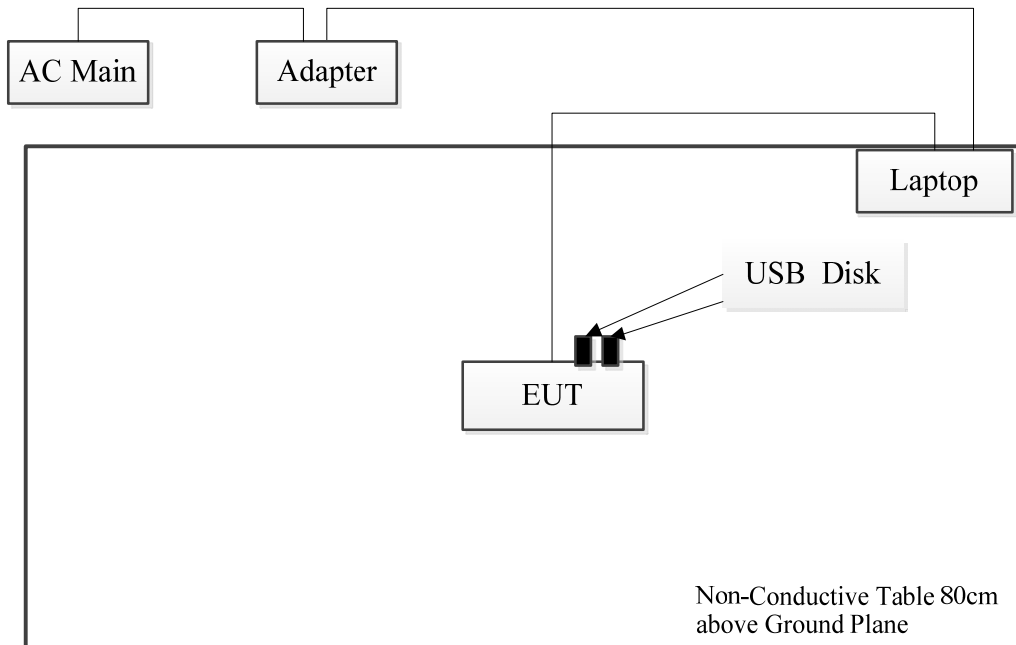 AC Main
Adapter
Laptop
USB Disk
EUT
Non-Conductive Table 80cm
above Ground Plane